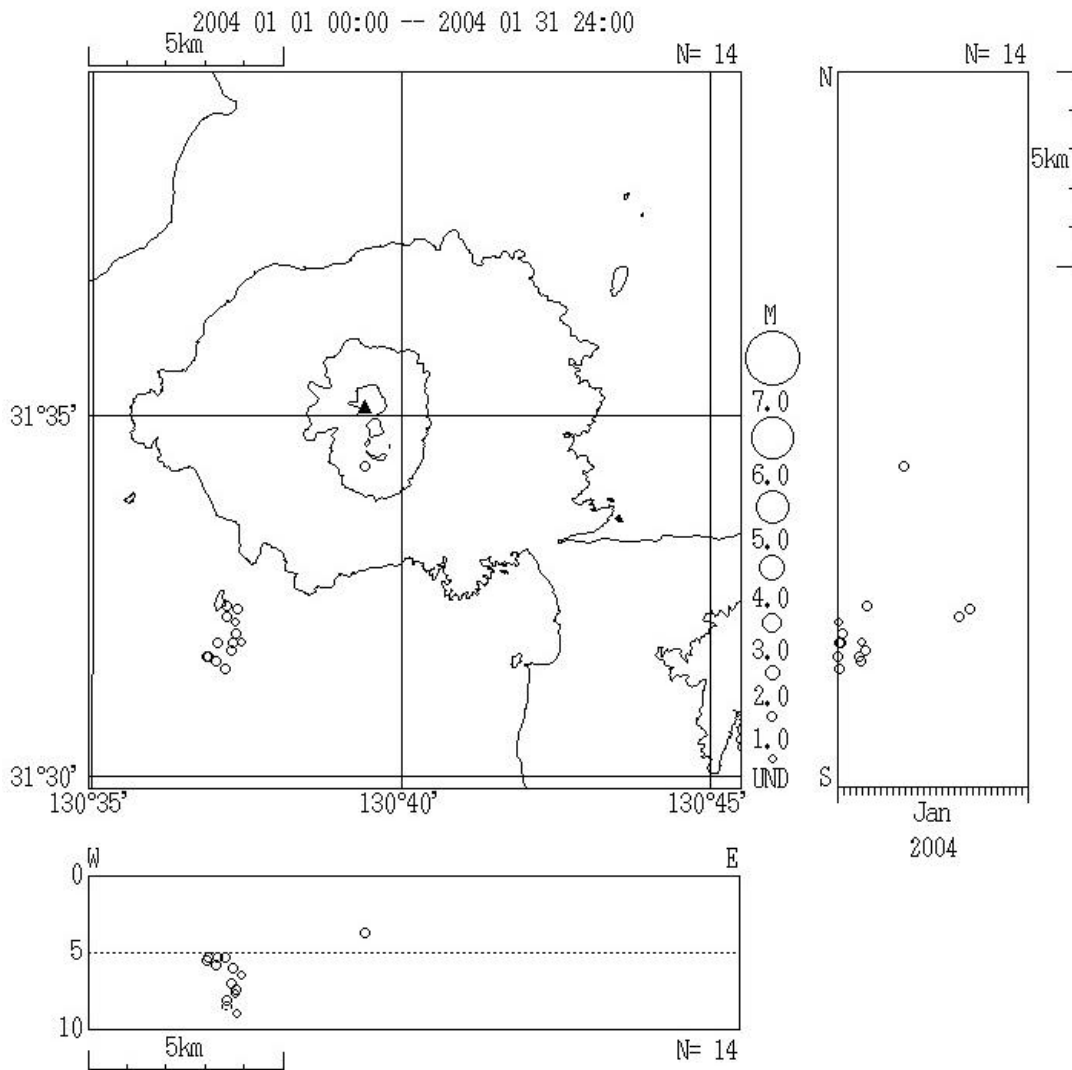 2004 01 01 00:00 -- 2004 01 31 24:00
5km
N= 14
N= 14
N
5km
M
7.0
31°35'
6.0
5.0
4.0
3.0
2.0
1.0
31°30'
UND
S
130°35'
130°40'
130°45'
Jan
2004
W
E
0
5
10
5km
N= 14